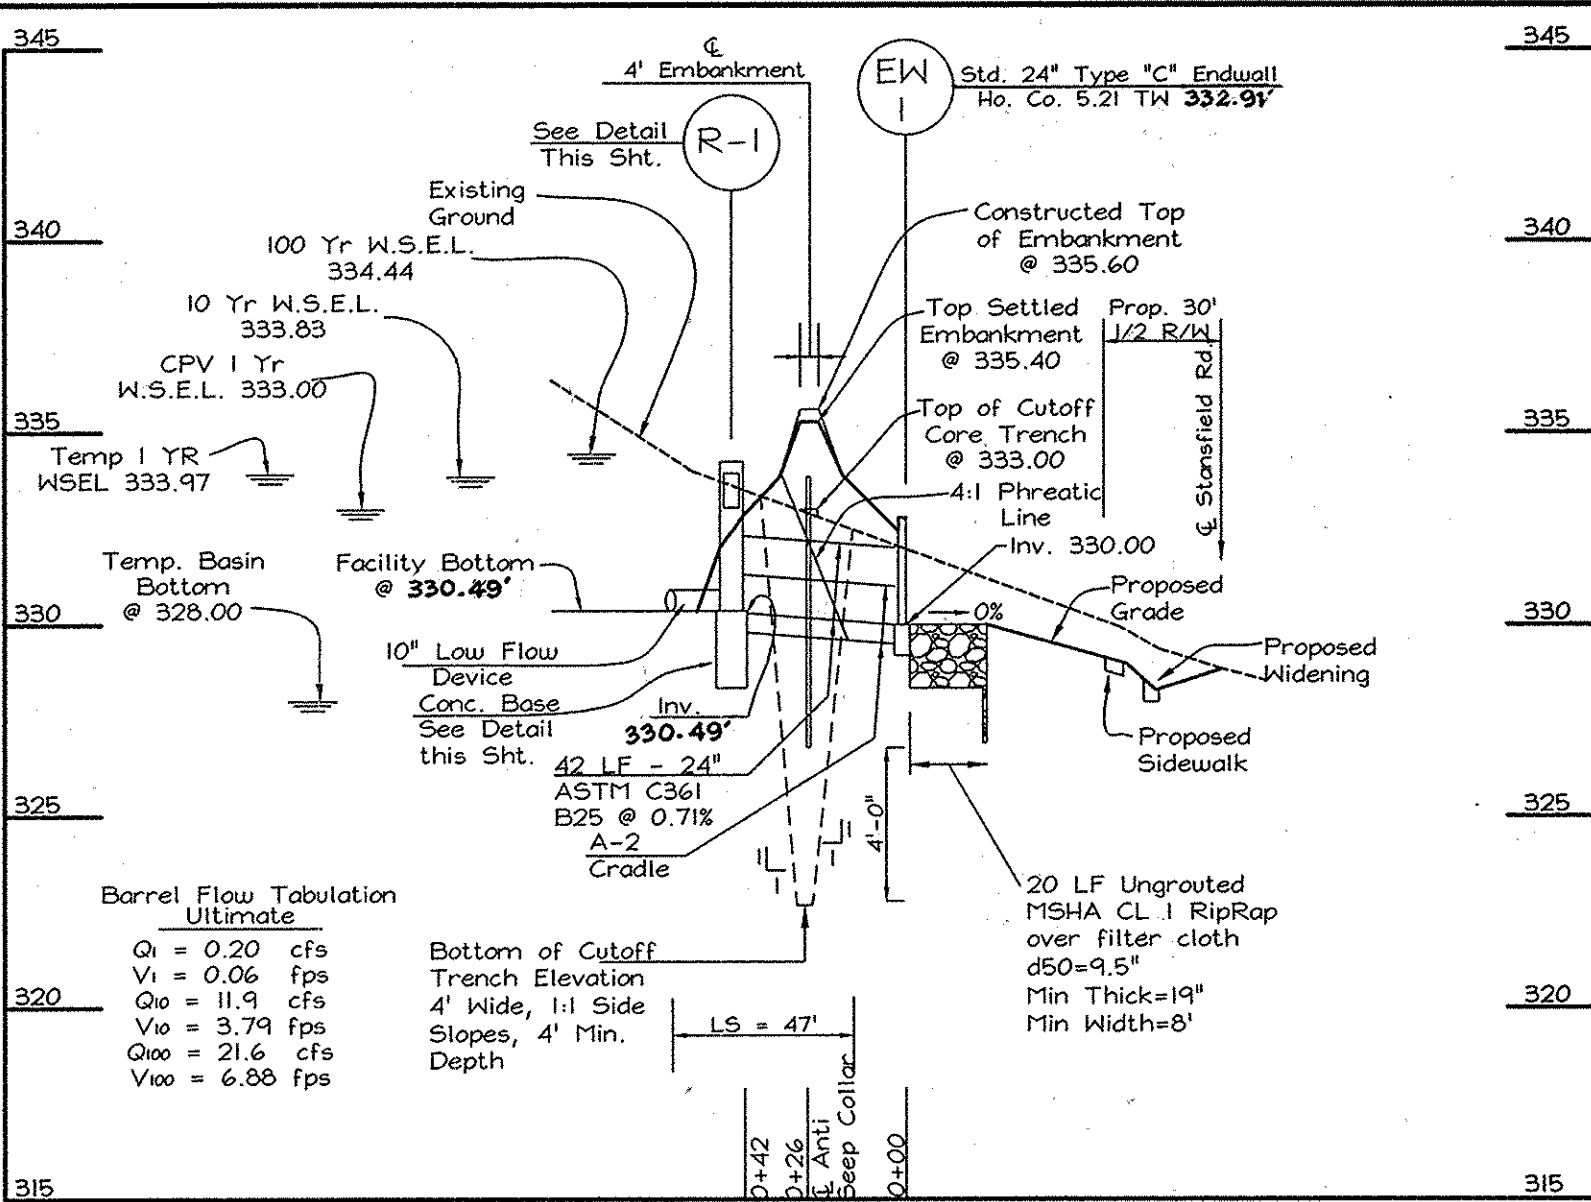 345
345
℄
4' Embankment
EW
1
Std. 24" Type "C" Endwall
Ho. Co. 5.21 TW 332.91'
See Detail
This Sht.
R-1
Existing
Ground
Constructed Top
of Embankment
@ 335.60
340
340
100 Yr W.S.E.L.
334.44
10 Yr W.S.E.L.
333.83
Top Settled
Embankment
@ 335.40
Prop. 30'
1/2 R/W
CPV 1 Yr
W.S.E.L. 333.00
℄ Stansfield Rd.
335
335
Top of Cutoff
Core Trench
@ 333.00
Temp 1 YR
WSEL 333.97
4:1 Phreatic
Line
Inv. 330.00
Temp. Basin
Bottom
@ 328.00
Facility Bottom
@ 330.49'
Proposed
Grade
330
0%
330
Proposed
Widening
10" Low Flow
Device
Conc. Base
See Detail
this Sht.
Inv.
330.49'
Proposed
Sidewalk
42 LF - 24"
ASTM C361
B25 @ 0.71%
A-2
Cradle
325
4'-0"
325
1
1
1
1
20 LF Ungrouted
MSHA CL 1 RipRap
over filter cloth
d50=9.5"
Min Thick=19"
Min Width=8'
Barrel Flow Tabulation
Ultimate
Q1 = 0.20 cfs
V1 = 0.06 fps
Q10 = 11.9 cfs
V10 = 3.79 fps
Q100 = 21.6 cfs
V100 = 6.88 fps
Bottom of Cutoff
Trench Elevation
4' Wide, 1:1 Side
Slopes, 4' Min.
Depth
320
320
LS = 47'
0+42
0+26
℄ Anti
Seep Collar
0+00
315
315